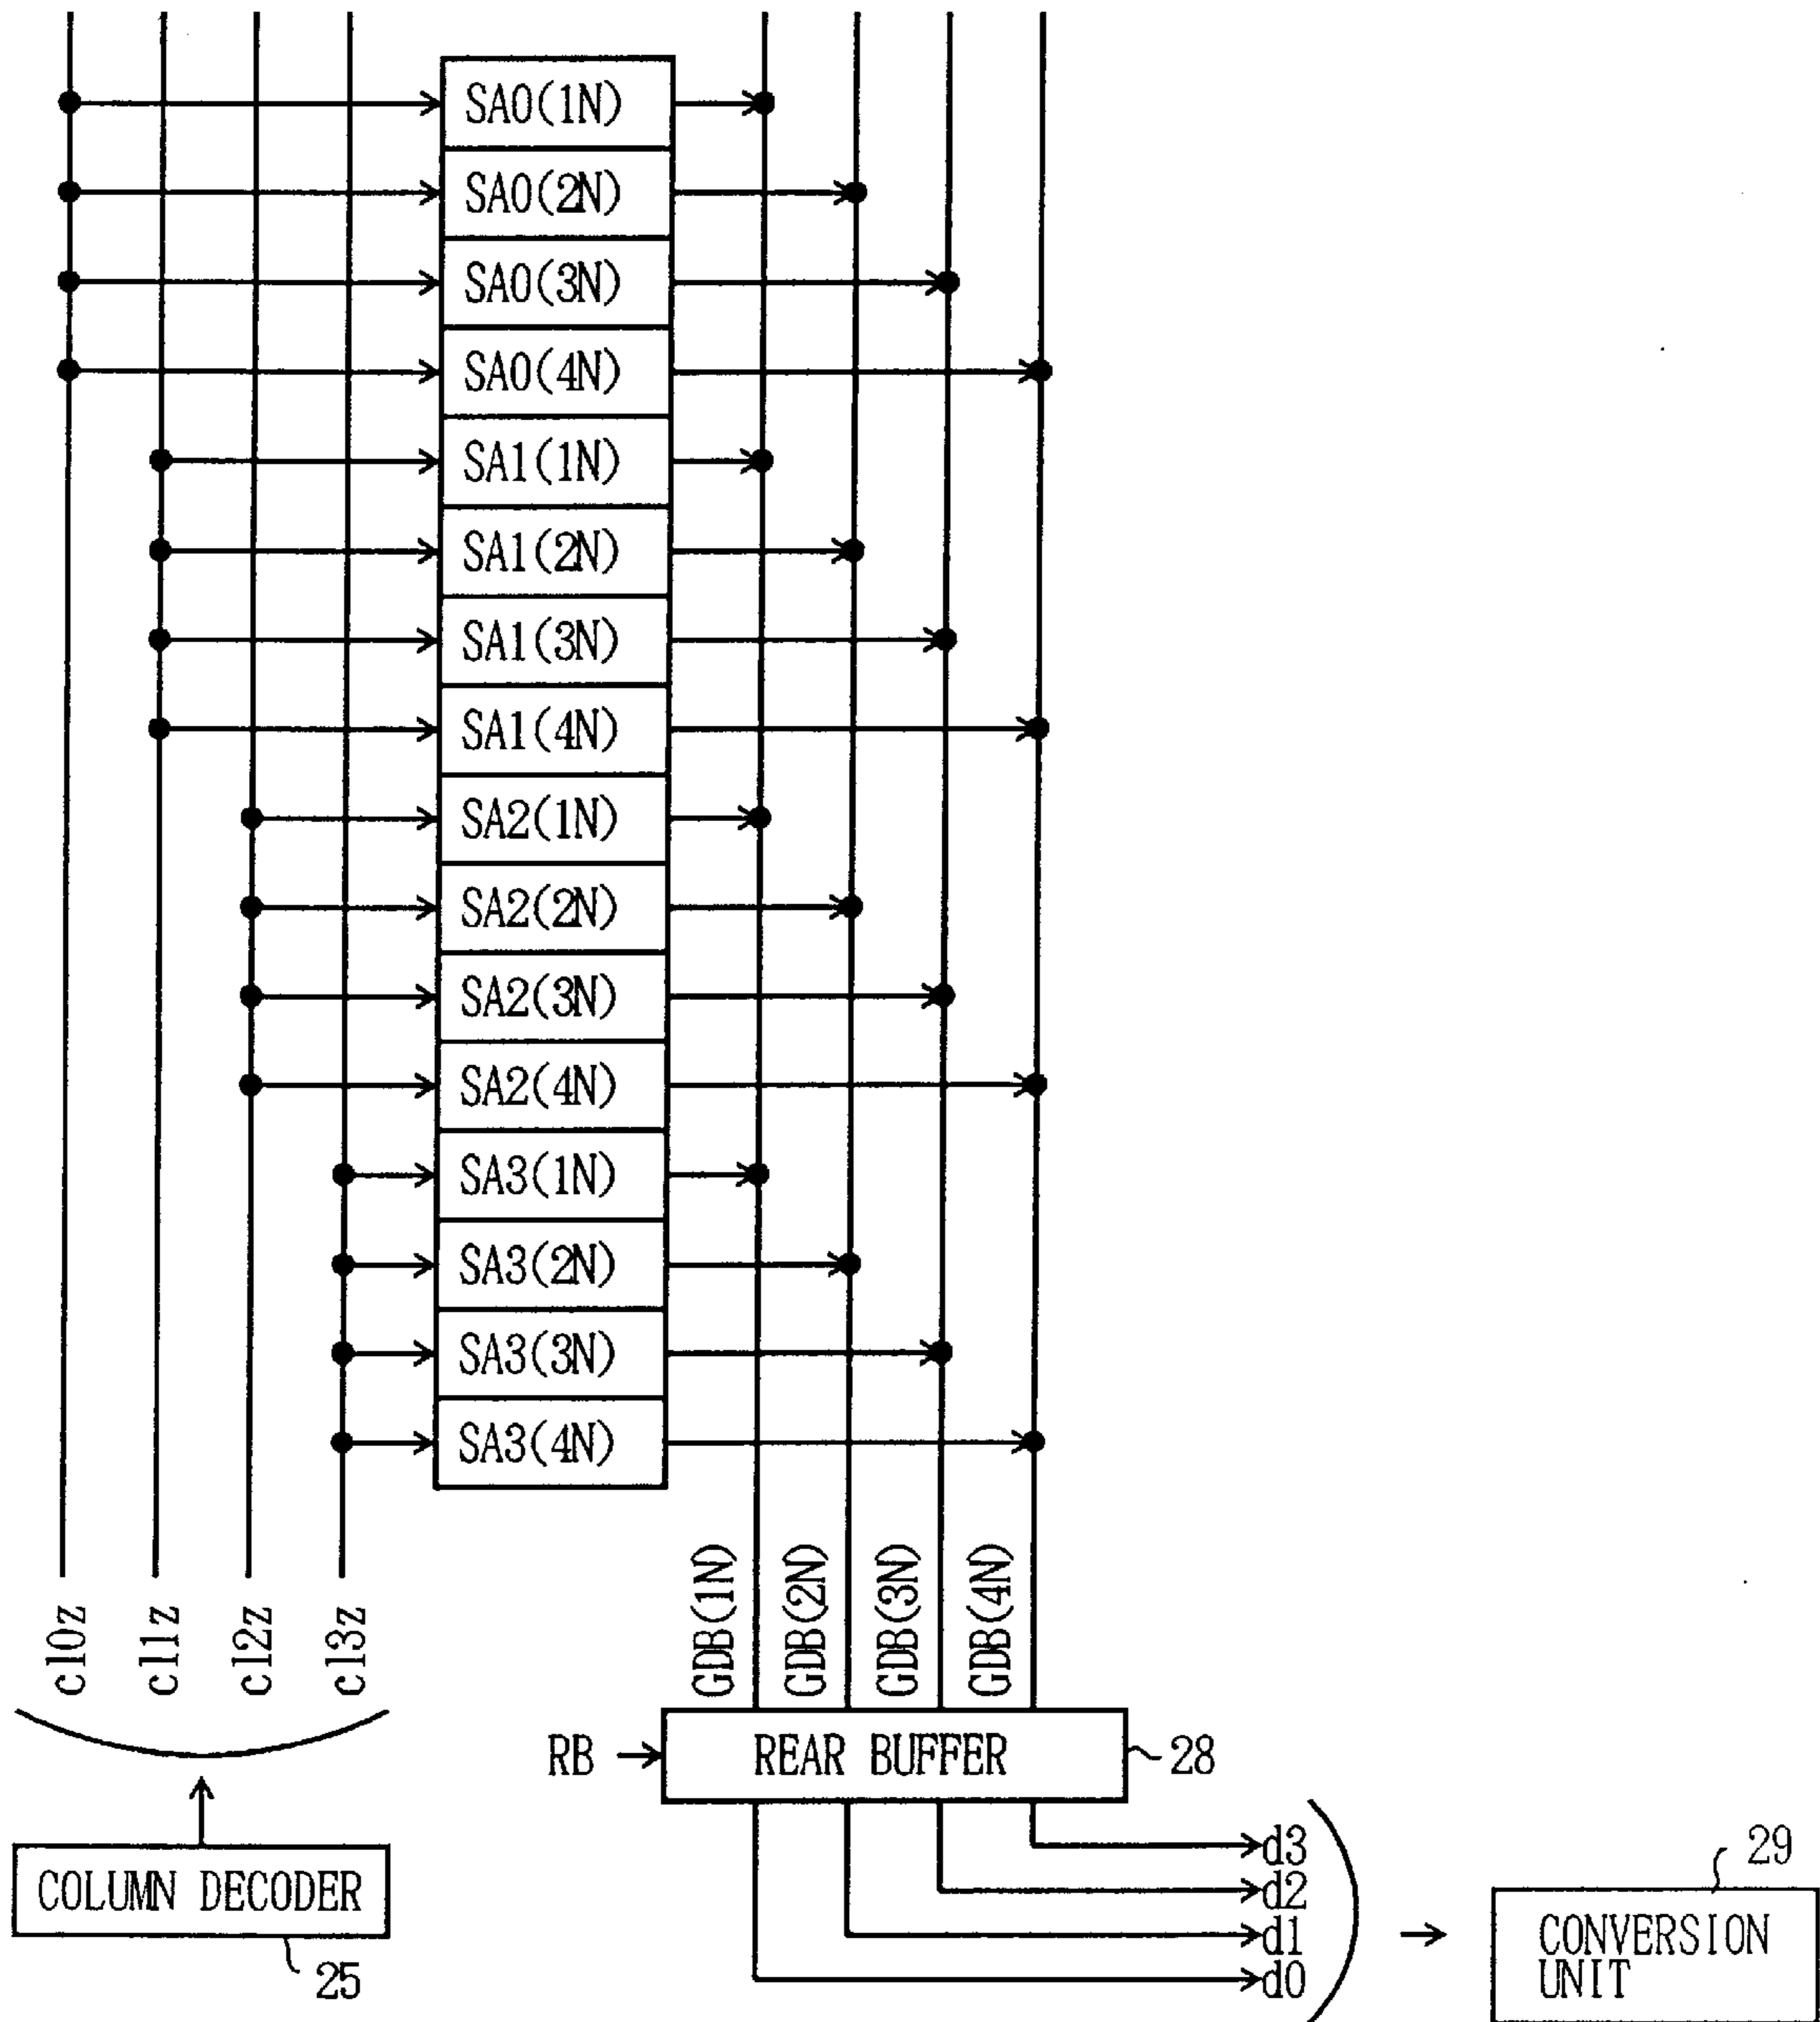 SA0(1N)
SA0(2N)
SA0(3N)
SA0(4N)
SA1(1N)
SA1(2N)
SA1(3N)
SA1(4N)
SA2(1N)
SA2(2N)
SA2(3N)
SA2(4N)
SA3(1N)
SA3(2N)
SA3(3N)
SA3(4N)
cl0z
cl1z
cl2z
cl3z
GDB(1N)
GDB(2N)
GDB(3N)
GDB(4N)
RB
REAR BUFFER
28
COLUMN DECODER
25
d3
d2
d1
d0
29
CONVERSION
UNIT